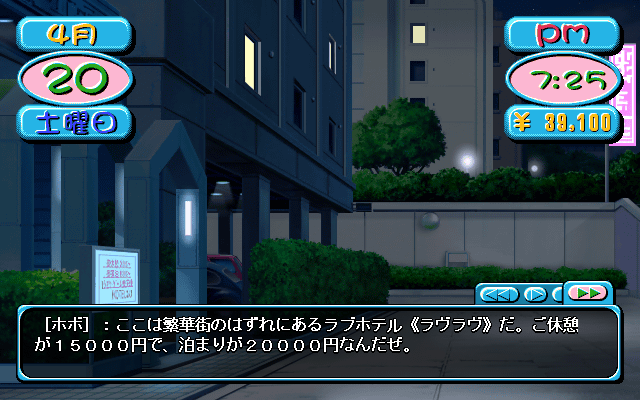 4月
20
土曜日
PM
7:25
¥ 39,100
[ホボ]:ここは繁華街のはずれにあるラブホテル《ラヴラヴ》だ。ご休憩
が15000円で、泊まりが20000円なんだぜ。